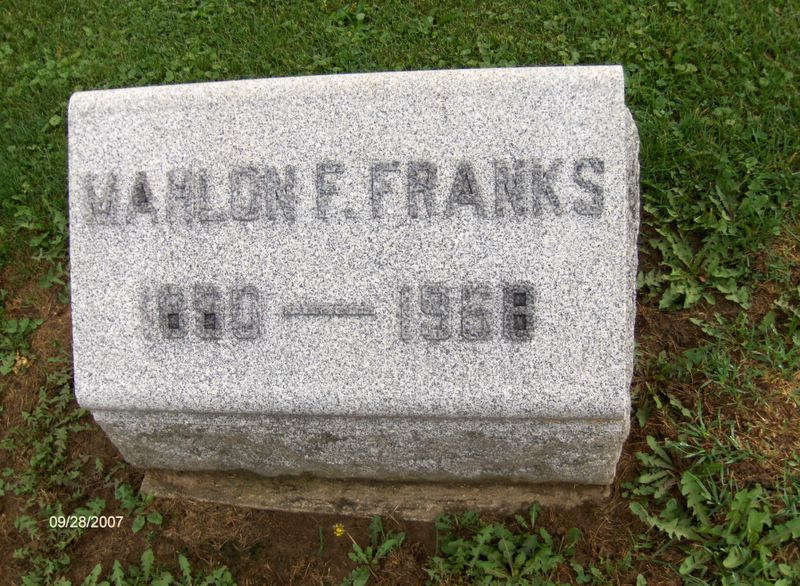 MAHLON F. FRANKS
1880 — 1968
09/28/2007